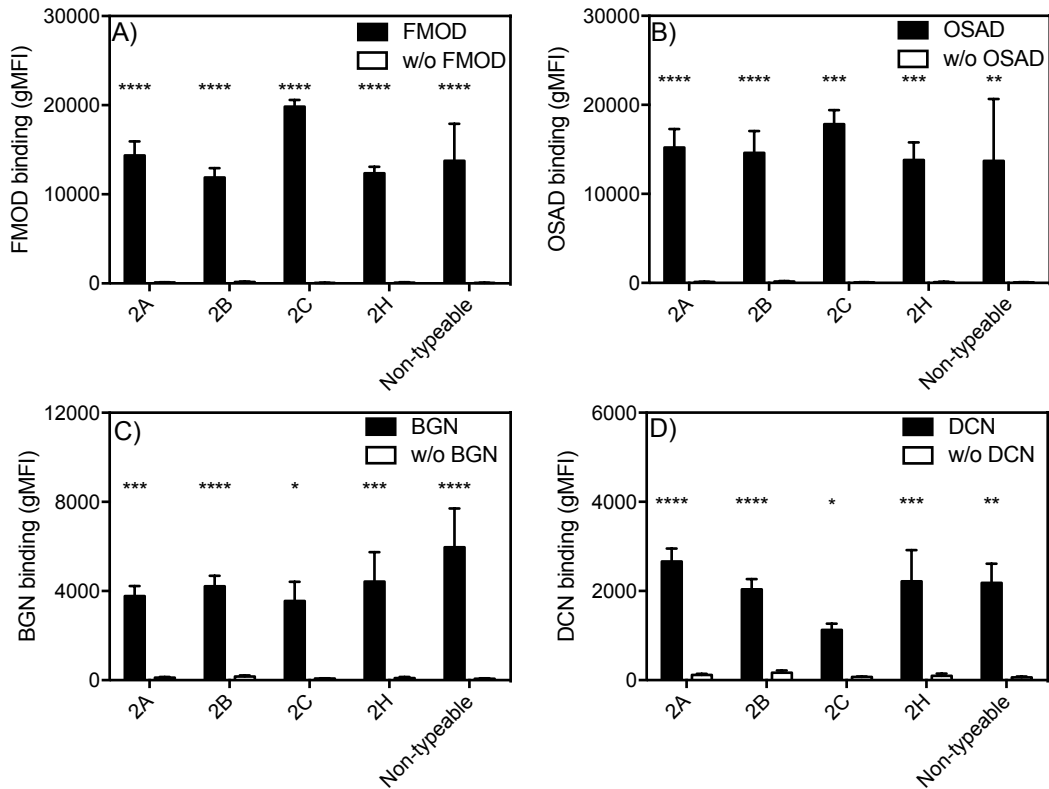 A)
FMOD
w/o FMOD
FMOD binding (gMFI)
30000
20000
10000
0
**** **** **** **** ****
2A 2B 2C 2H Non-typeable
B)
OSAD
w/o OSAD
OSAD binding (gMFI)
30000
20000
10000
0
**** **** *** *** **
2A 2B 2C 2H Non-typeable
C)
BGN
w/o BGN
BGN binding (gMFI)
12000
8000
4000
0
*** **** * *** ****
2A 2B 2C 2H Non-typeable
D)
DCN
w/o DCN
DCN binding (gMFI)
6000
4000
2000
0
**** **** * *** **
2A 2B 2C 2H Non-typeable